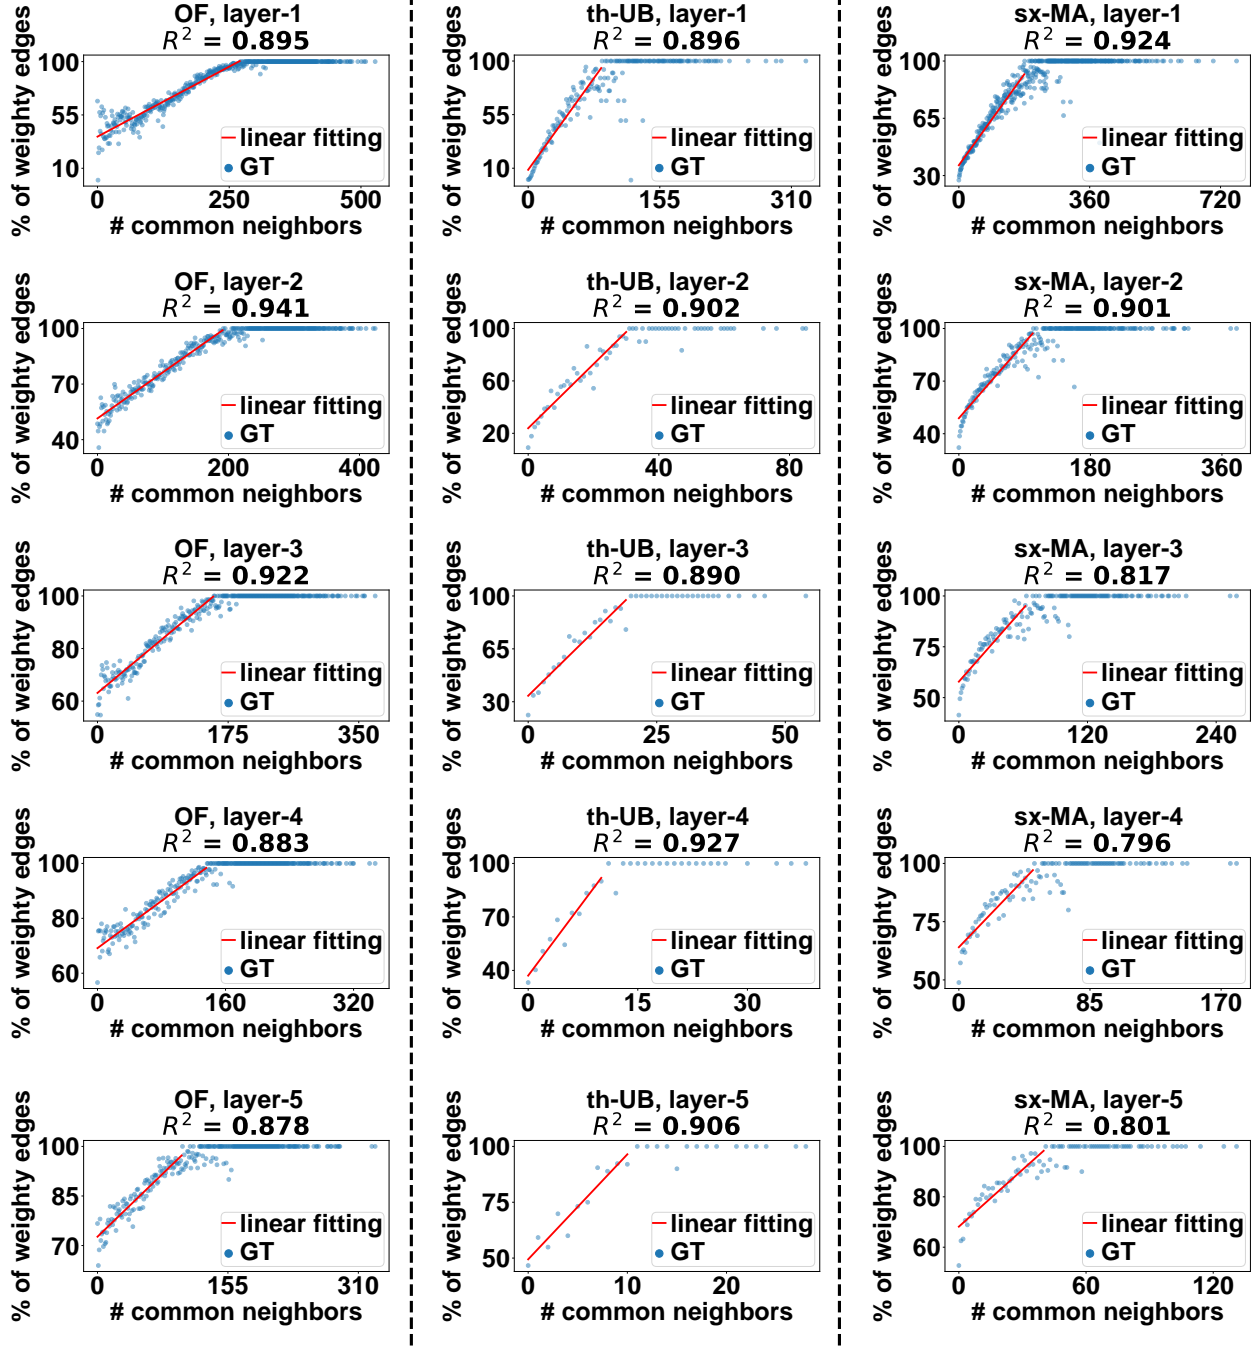 OF, layer-1
R² = 0.895
% of weighty edges
100
55
10
linear fitting
GT
0 250 500
# common neighbors
th-UB, layer-1
R² = 0.896
% of weighty edges
100
55
10
linear fitting
GT
0 155 310
# common neighbors
sx-MA, layer-1
R² = 0.924
% of weighty edges
100
65
30
linear fitting
GT
0 360 720
# common neighbors
OF, layer-2
R² = 0.941
% of weighty edges
100
70
40
linear fitting
GT
0 200 400
# common neighbors
th-UB, layer-2
R² = 0.902
% of weighty edges
100
60
20
linear fitting
GT
0 40 80
# common neighbors
sx-MA, layer-2
R² = 0.901
% of weighty edges
100
70
40
linear fitting
GT
0 180 360
# common neighbors
OF, layer-3
R² = 0.922
% of weighty edges
100
80
60
linear fitting
GT
0 175 350
# common neighbors
th-UB, layer-3
R² = 0.890
% of weighty edges
100
65
30
linear fitting
GT
0 25 50
# common neighbors
sx-MA, layer-3
R² = 0.817
% of weighty edges
100
75
50
linear fitting
GT
0 120 240
# common neighbors
OF, layer-4
R² = 0.883
% of weighty edges
100
80
60
linear fitting
GT
0 160 320
# common neighbors
th-UB, layer-4
R² = 0.927
% of weighty edges
100
70
40
linear fitting
GT
0 15 30
# common neighbors
sx-MA, layer-4
R² = 0.796
% of weighty edges
100
75
50
linear fitting
GT
0 85 170
# common neighbors
OF, layer-5
R² = 0.878
% of weighty edges
100
85
70
linear fitting
GT
0 155 310
# common neighbors
th-UB, layer-5
R² = 0.906
% of weighty edges
100
75
50
linear fitting
GT
0 10 20
# common neighbors
sx-MA, layer-5
R² = 0.801
% of weighty edges
100
80
60
linear fitting
GT
0 60 120
# common neighbors